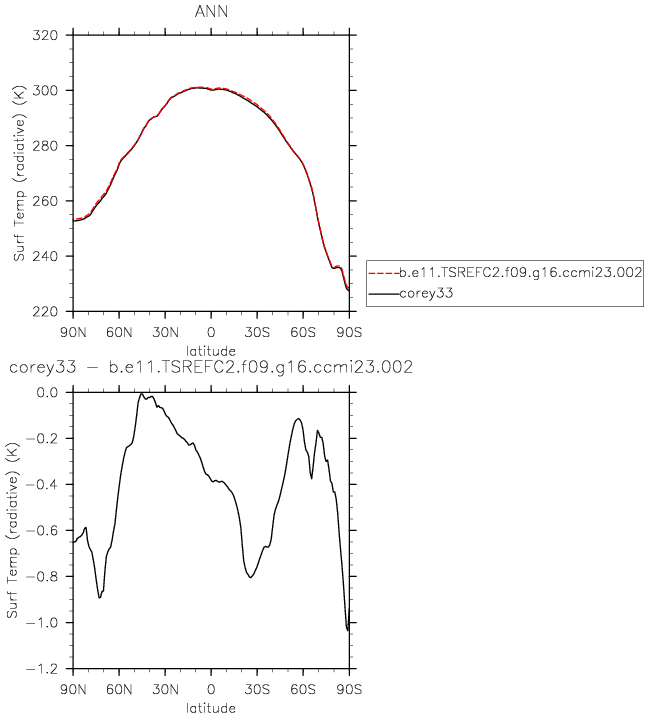 ANN
320
300
280
260
240
220
Surf Temp (radiative) (K)
90N 60N 30N 0 30S 60S 90S
latitude
b.e11.TSREFC2.f09.g16.ccmi23.002
corey33
corey33 − b.e11.TSREFC2.f09.g16.ccmi23.002
0.0
−0.2
−0.4
−0.6
−0.8
−1.0
−1.2
Surf Temp (radiative) (K)
90N 60N 30N 0 30S 60S 90S
latitude